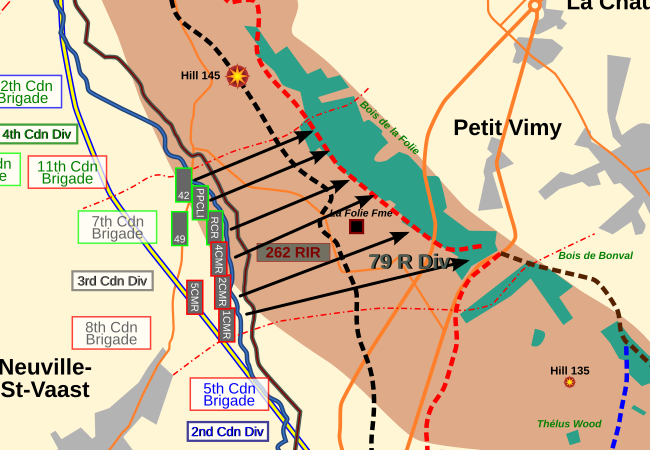 La Chau
Hill 145
2th Cdn
Brigade
Bois de la Folie
Petit Vimy
4th Cdn Div
dn
e
11th Cdn
Brigade
42
PPCLI
La Folie Fme
7th Cdn
Brigade
49
RCR
4CMR
262 RIR
79 R Div
Bois de Bonval
3rd Cdn Div
5CMR
2CMR
1CMR
8th Cdn
Brigade
Neuville-
St-Vaast
Hill 135
5th Cdn
Brigade
Thélus Wood
2nd Cdn Div